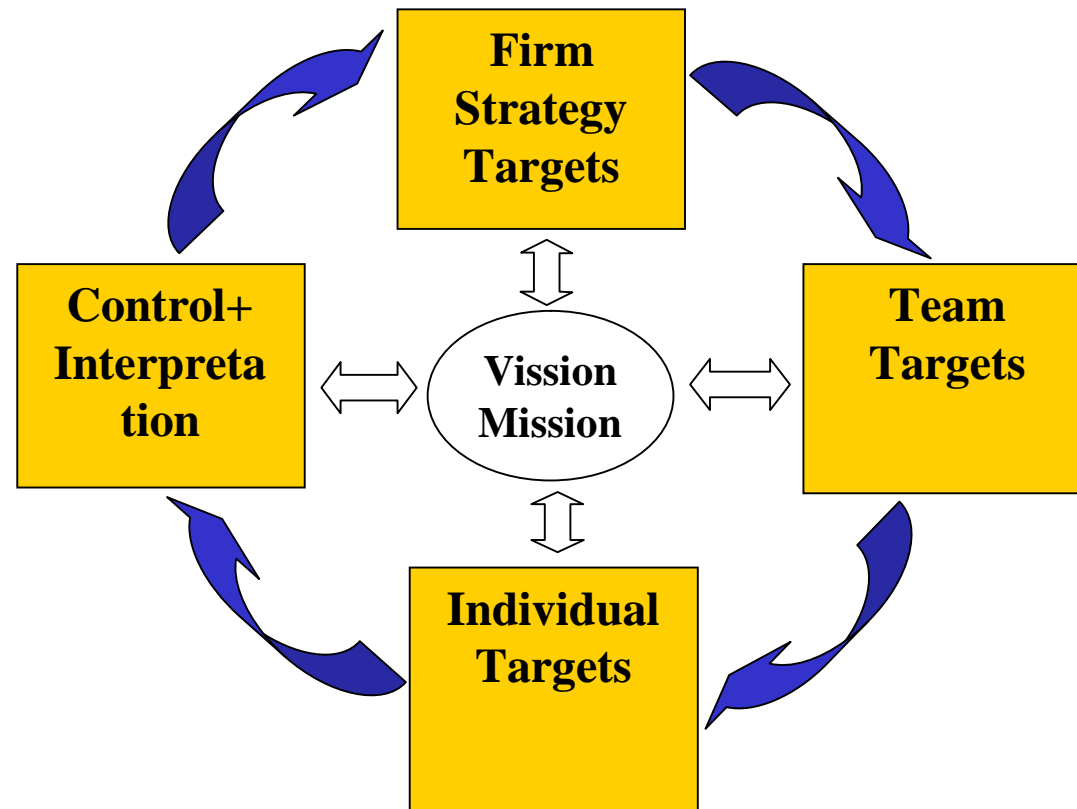 Firm
Strategy
Targets
Control+
Interpreta
tion
Vission
Mission
Team
Targets
Individual
Targets